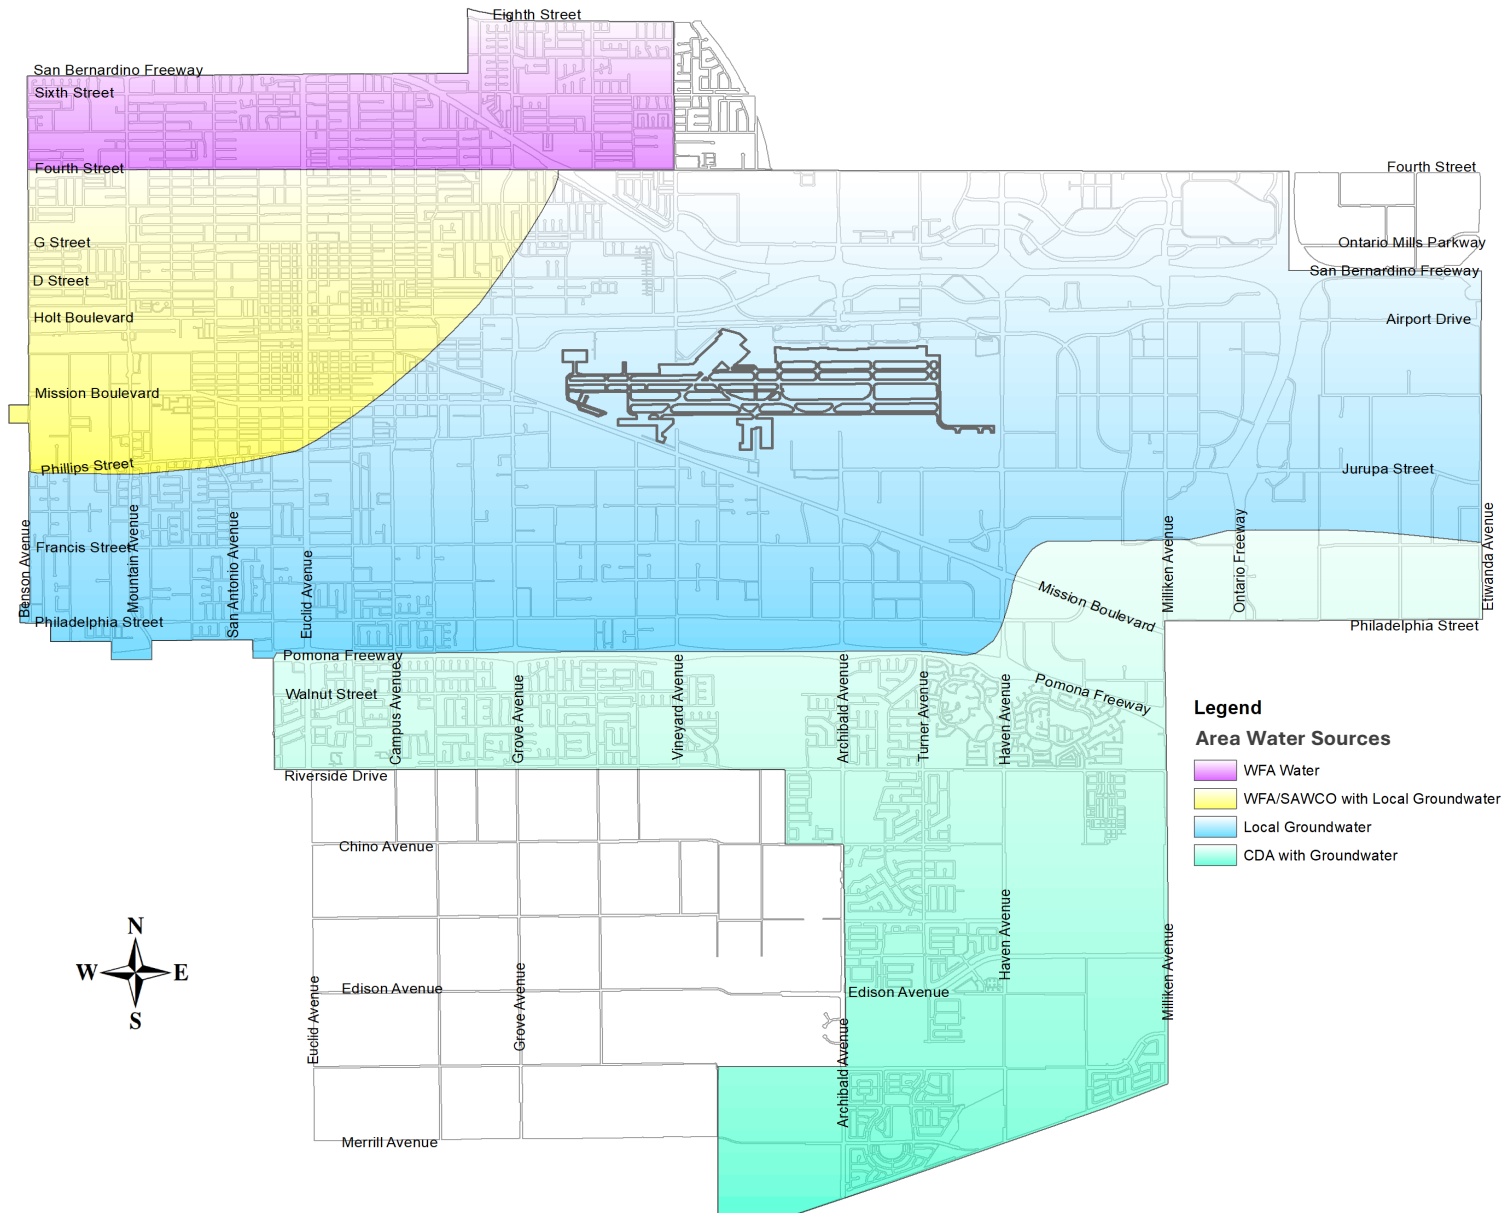 Eighth Street
San Bernardino Freeway
Sixth Street
Fourth Street
Fourth Street
G Street
Ontario Mills Parkway
D Street
San Bernardino Freeway
Holt Boulevard
Airport Drive
Mission Boulevard
Phillips Street
Jurupa Street
Benson Avenue
Mountain Avenue
San Antonio Avenue
Euclid Avenue
Milliken Avenue
Ontario Freeway
Etiwanda Avenue
Francis Street
Mission Boulevard
Philadelphia Street
Philadelphia Street
Pomona Freeway
Walnut Street
Campus Avenue
Grove Avenue
Vineyard Avenue
Archibald Avenue
Turner Avenue
Haven Avenue
Pomona Freeway
Riverside Drive
Legend
Area Water Sources
WFA Water
WFA/SAWCO with Local Groundwater
Local Groundwater
CDA with Groundwater
Chino Avenue
Haven Avenue
Milliken Avenue
N
W
E
S
Edison Avenue
Edison Avenue
Euclid Avenue
Grove Avenue
Archibald Avenue
Merrill Avenue